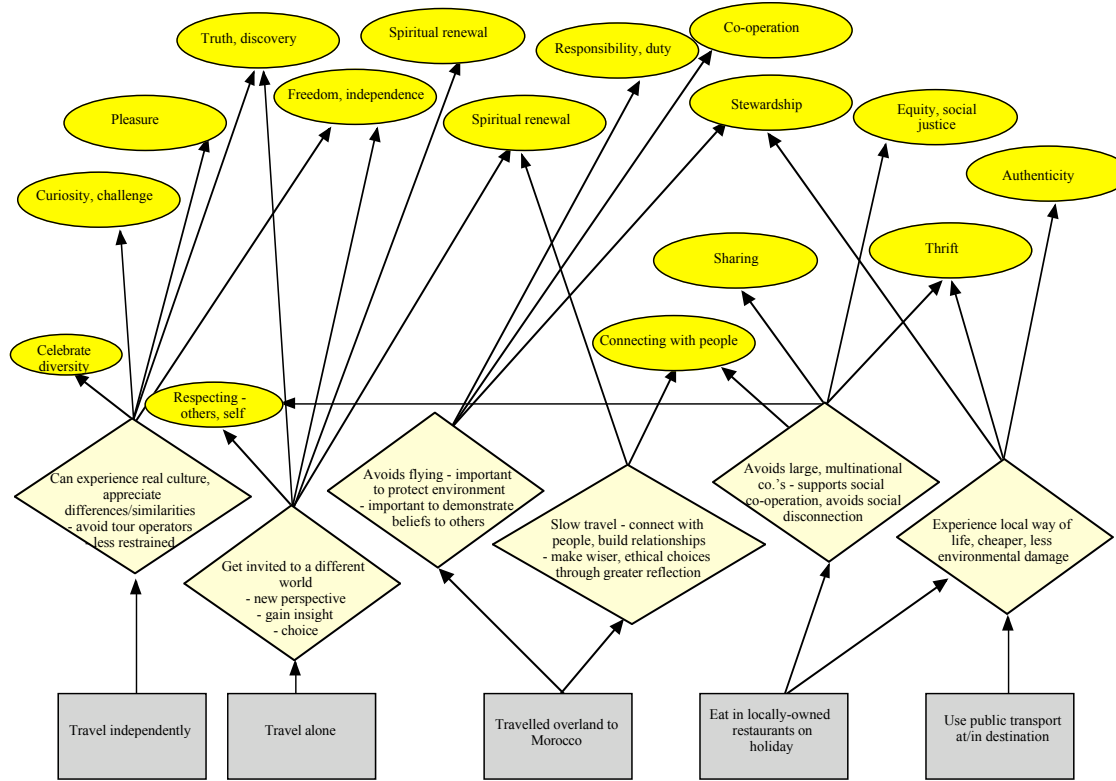 Co-operation
Spiritual renewal
Truth, discovery
Responsibility, duty
Freedom, independence
Stewardship
Pleasure
Spiritual renewal
Equity, social
justice
Authenticity
Curiosity, challenge
Sharing
Thrift
Connecting with people
Celebrate
diversity
Respecting -
others, self
Can experience real culture,
appreciate
differences/similarities
- avoid tour operators
- less restrained
Get invited to a different
world
- new perspective
- gain insight
- choice
Avoids flying - important
to protect environment
- important to demonstrate
beliefs to others
Slow travel - connect with
people, build relationships
- make wiser, ethical choices
through greater reflection
Avoids large, multinational
co.'s - supports social
co-operation, avoids social
disconnection
Experience local way of
life, cheaper, less
environmental damage
Travel independently
Travel alone
Travelled overland to
Morocco
Eat in locally-owned
restaurants on
holiday
Use public transport
at/in destination